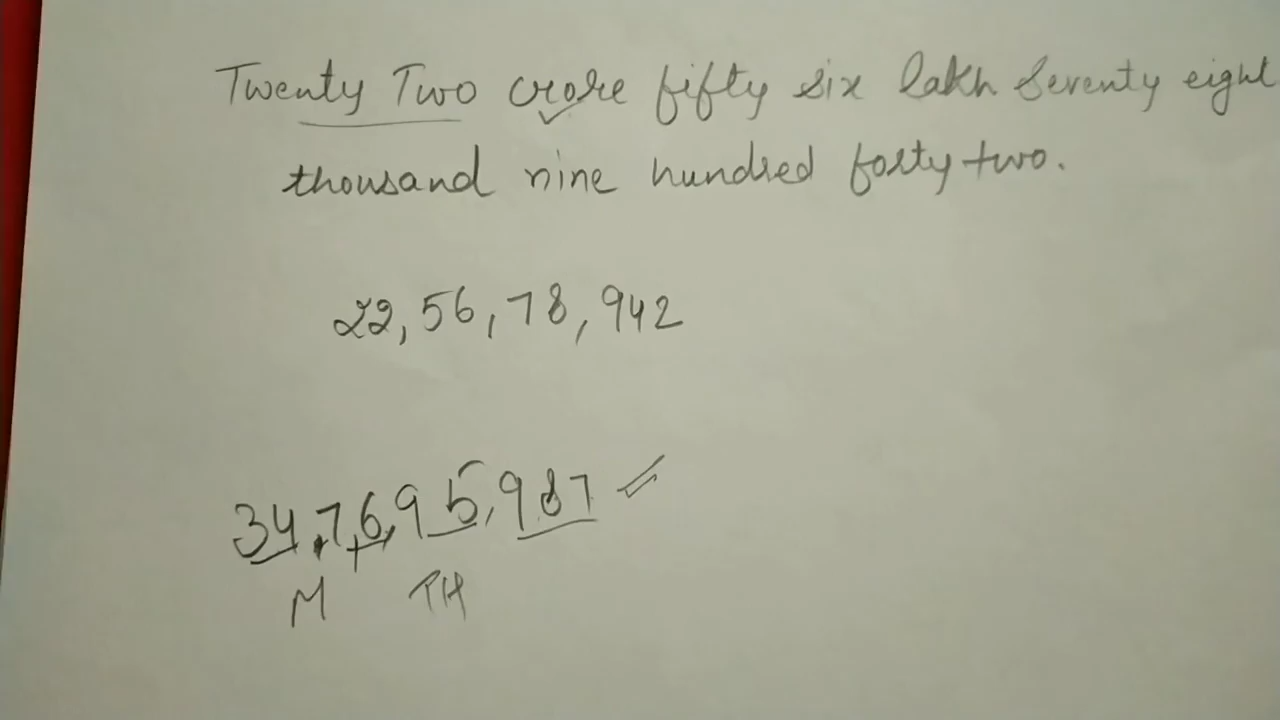 Twenty Two crore fifty six lakh seventy eight
thousand nine hundred forty two.
22,56,78,942
34,7,6,95,987
M TH